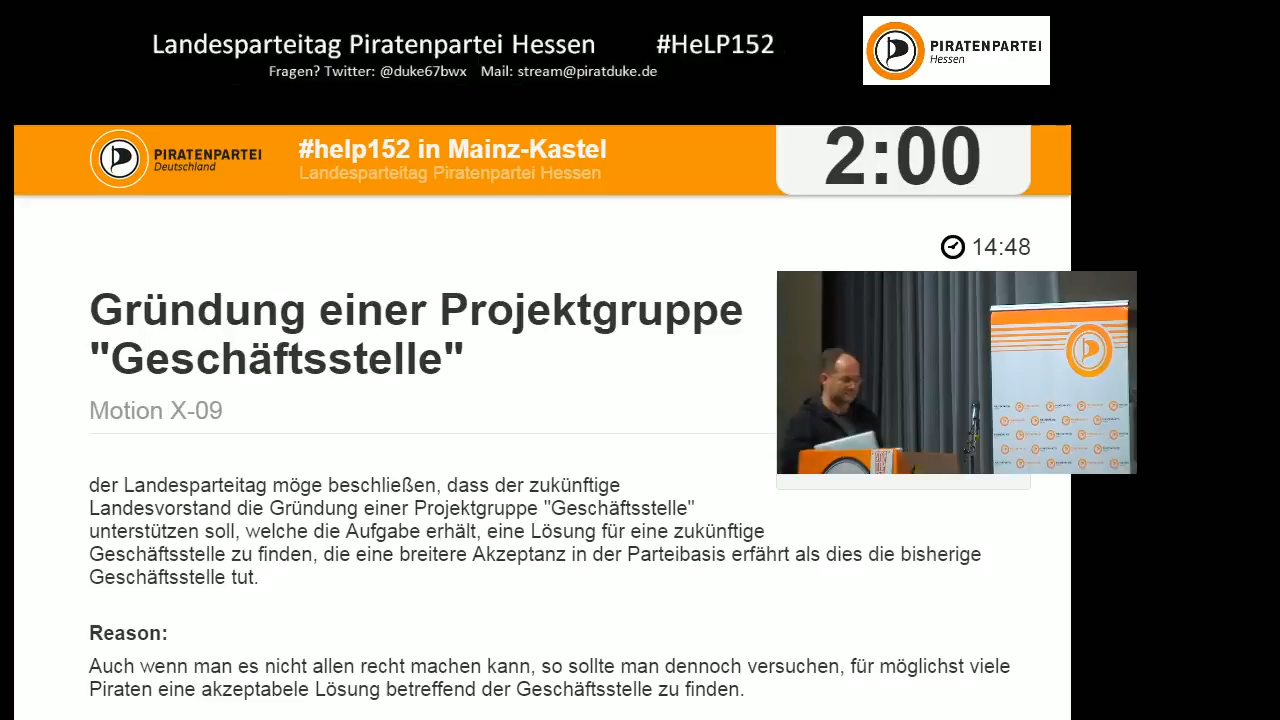 Landesparteitag Piratenpartei Hessen #HeLP152
Fragen? Twitter: @duke67bwx Mail: stream@piratduke.de
PIRATENPARTEI
Hessen
PIRATENPARTEI
Deutschland
#help152 in Mainz-Kastel
Landesparteitag Piratenpartei Hessen
2:00
14:48
Gründung einer Projektgruppe
"Geschäftsstelle"
Motion X-09
der Landesparteitag möge beschließen, dass der zukünftige
Landesvorstand die Gründung einer Projektgruppe "Geschäftsstelle"
unterstützen soll, welche die Aufgabe erhält, eine Lösung für eine zukünftige
Geschäftsstelle zu finden, die eine breitere Akzeptanz in der Parteibasis erfährt als dies die bisherige
Geschäftsstelle tut.
Reason:
Auch wenn man es nicht allen recht machen kann, so sollte man dennoch versuchen, für möglichst viele
Piraten eine akzeptabele Lösung betreffend der Geschäftsstelle zu finden.